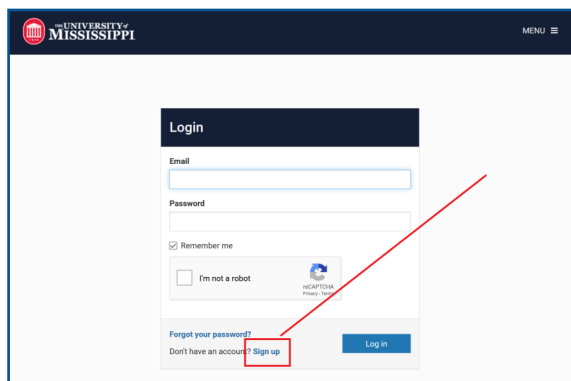 THE UNIVERSITY of
MISSISSIPPI
MENU
Login
Email
Password
Remember me
I'm not a robot
reCAPTCHA
Privacy - Terms
Forgot your password?
Don't have an account? Sign up
Log in